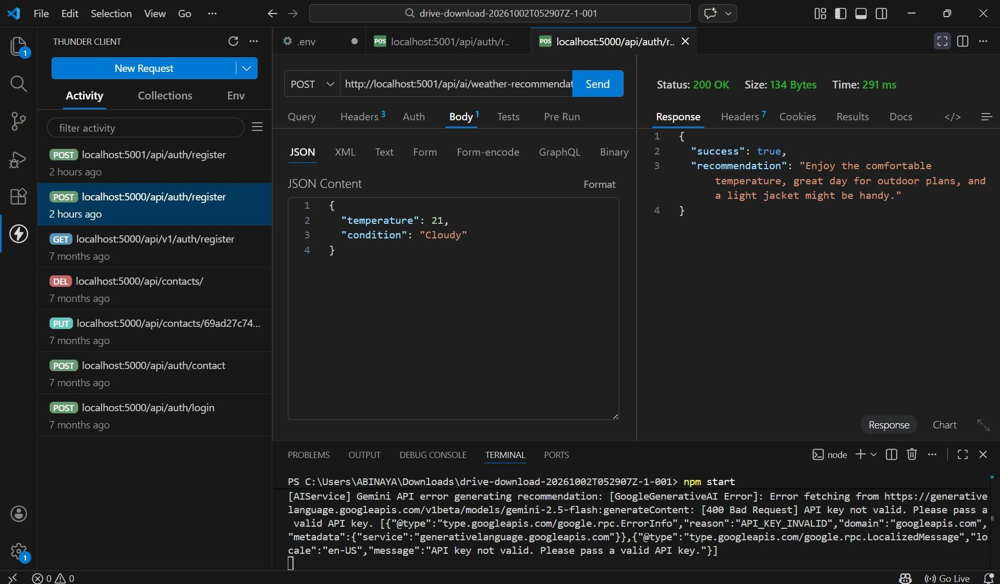 File Edit Selection View Go ···
drive-download-20261002T052907Z-1-001
THUNDER CLIENT
New Request
Activity Collections Env
filter activity
POST localhost:5001/api/auth/register
2 hours ago
POST localhost:5000/api/auth/register
2 hours ago
GET localhost:5000/api/v1/auth/register
7 months ago
DEL localhost:5000/api/contacts/
7 months ago
PUT localhost:5000/api/contacts/69ad27c74...
7 months ago
POST localhost:5000/api/auth/contact
7 months ago
POST localhost:5000/api/auth/login
7 months ago
1
1
.env
POS localhost:5001/api/auth/r..
POS localhost:5000/api/auth/r..
POST http://localhost:5001/api/ai/weather-recommendat Send
Query Headers 3 Auth Body 1 Tests Pre Run
JSON XML Text Form Form-encode GraphQL Binary
JSON Content Format
1 {
2 "temperature": 21,
3 "condition": "Cloudy"
4 }
Status: 200 OK Size: 134 Bytes Time: 291 ms
Response Headers 7 Cookies Results Docs </>
1 {
2 "success": true,
3 "recommendation": "Enjoy the comfortable
temperature, great day for outdoor plans, and
a light jacket might be handy."
4 }
Response Chart
PROBLEMS OUTPUT DEBUG CONSOLE TERMINAL PORTS
node
PS C:\Users\ABINAYA\Downloads\drive-download-20261002T052907Z-1-001> npm start
[AIService] Gemini API error generating recommendation: [GoogleGenerativeAI Error]: Error fetching from https://generative
language.googleapis.com/v1beta/models/gemini-2.5-flash:generateContent: [400 Bad Request] API key not valid. Please pass a
valid API key. [{"@type":"type.googleapis.com/google.rpc.ErrorInfo","reason":"API_KEY_INVALID","domain":"googleapis.com",
"metadata":{"service":"generativelanguage.googleapis.com"}},{"@type":"type.googleapis.com/google.rpc.LocalizedMessage","lo
cale":"en-US","message":"API key not valid. Please pass a valid API key."}]
0 0
Go Live